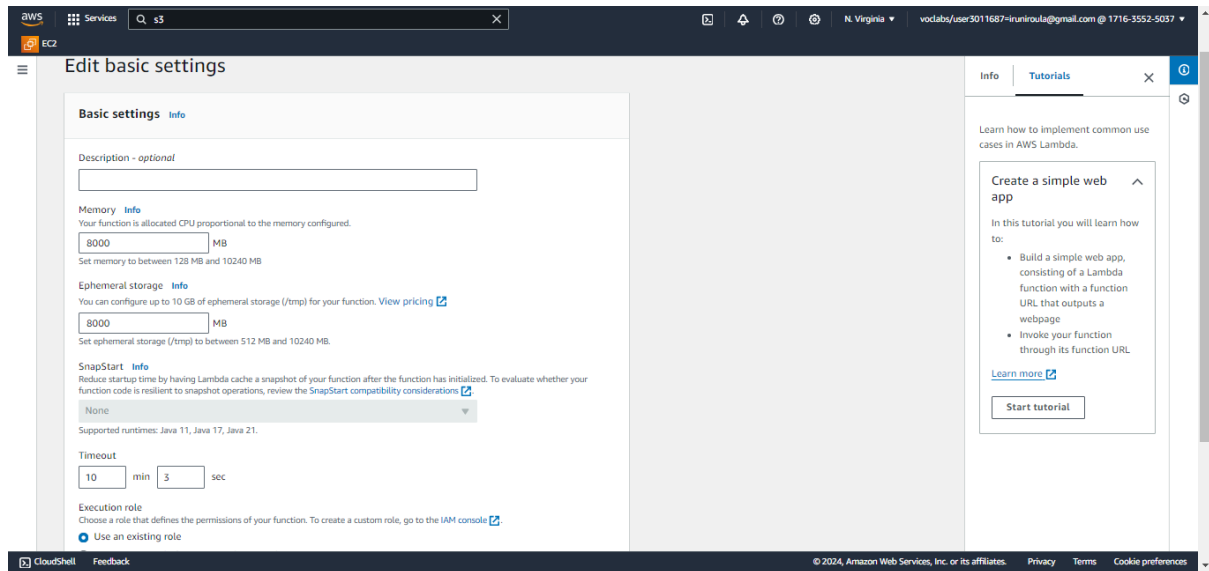 aws
Services
s3
N. Virginia
voclabs/user3011687=iruniroula@gmail.com @ 1716-3552-5037
EC2
Edit basic settings
Basic settings Info
Description - optional
Memory Info
Your function is allocated CPU proportional to the memory configured.
8000 MB
Set memory to between 128 MB and 10240 MB
Ephemeral storage Info
You can configure up to 10 GB of ephemeral storage (/tmp) for your function. View pricing
8000 MB
Set ephemeral storage (/tmp) to between 512 MB and 10240 MB.
SnapStart Info
Reduce startup time by having Lambda cache a snapshot of your function after the function has initialized. To evaluate whether your
function code is resilient to snapshot operations, review the SnapStart compatibility considerations.
None
Supported runtimes: Java 11, Java 17, Java 21.
Timeout
10 min 3 sec
Execution role
Choose a role that defines the permissions of your function. To create a custom role, go to the IAM console.
Use an existing role
Info Tutorials
Learn how to implement common use
cases in AWS Lambda.
Create a simple web
app
In this tutorial you will learn how
to:
• Build a simple web app,
consisting of a Lambda
function with a function
URL that outputs a
webpage
• Invoke your function
through its function URL
Learn more
Start tutorial
CloudShell Feedback
© 2024, Amazon Web Services, Inc. or its affiliates. Privacy Terms Cookie preferences